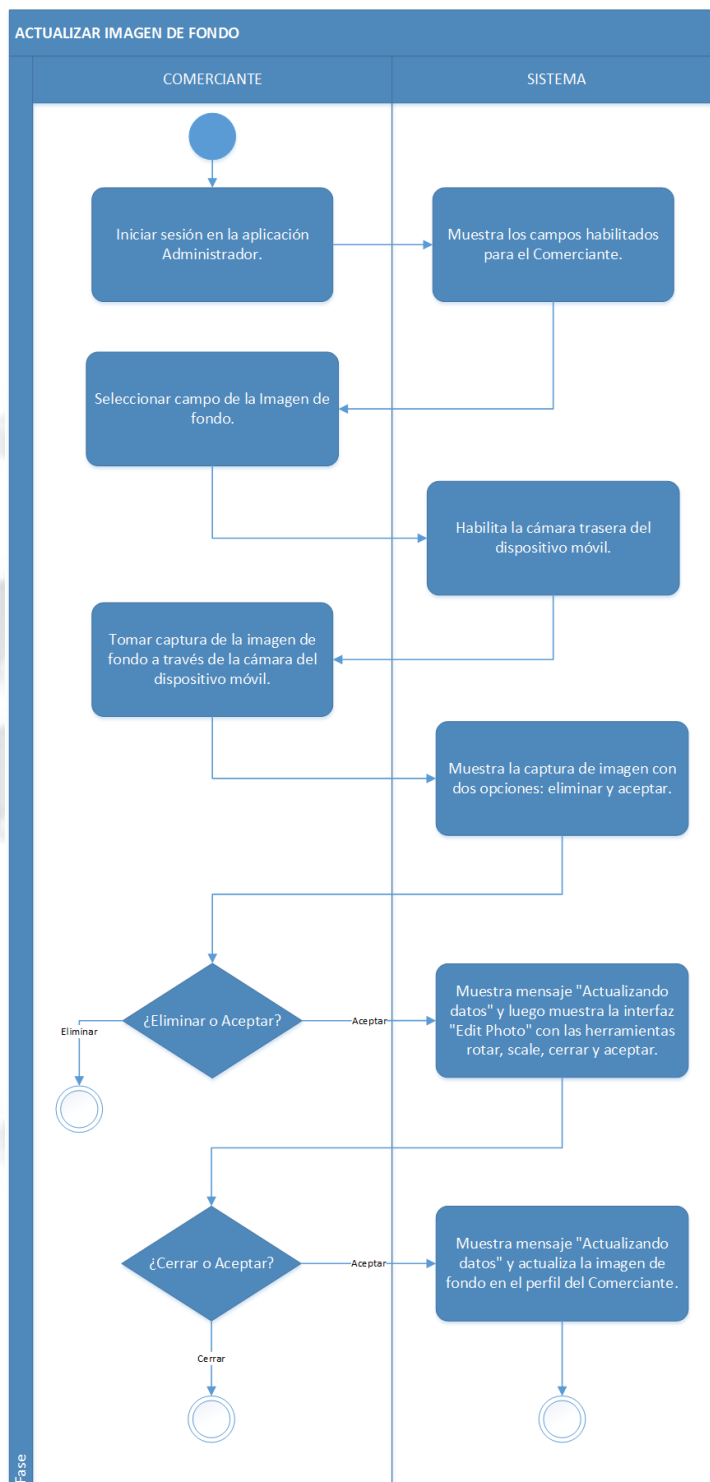 ACTUALIZAR IMAGEN DE FONDO
COMERCIANTE
SISTEMA
Iniciar sesión en la aplicación
Administrador.
Muestra los campos habilitados
para el Comerciante.
Seleccionar campo de la Imagen de
fondo.
Habilita la cámara trasera del
dispositivo móvil.
Tomar captura de la imagen de
fondo a través de la cámara del
dispositivo móvil.
Muestra la captura de imagen con
dos opciones: eliminar y aceptar.
¿Eliminar o Aceptar?
Eliminar
Aceptar
Muestra mensaje "Actualizando
datos" y luego muestra la interfaz
"Edit Photo" con las herramientas
rotar, scale, cerrar y aceptar.
¿Cerrar o Aceptar?
Aceptar
Cerrar
Muestra mensaje "Actualizando
datos" y actualiza la imagen de
fondo en el perfil del Comerciante.
Fase